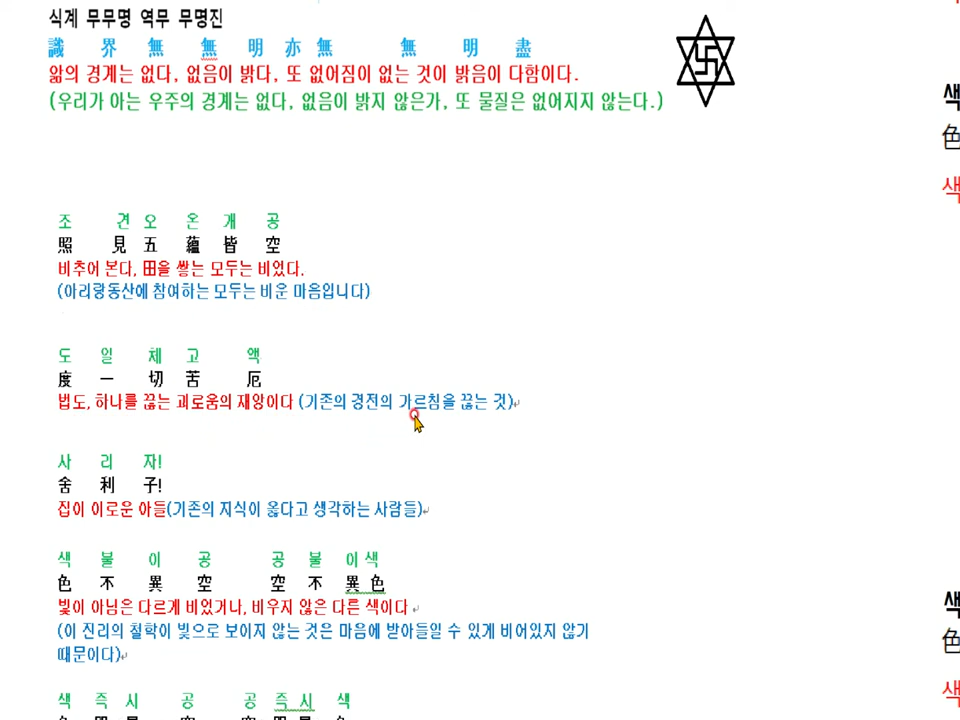 식계 무무명 역무 무명진
識 界 無 無 明 亦 無 無 明 盡
앎의 경계는 없다, 없음이 밝다, 또 없어짐이 없는 것이 밝음이 다함이다.
(우리가 아는 우주의 경계는 없다, 없음이 밝지 않은가, 또 물질은 없어지지 않는다.)
조 견 오 온 개 공
照 見 五 蘊 皆 空
비추어 본다, 田을 쌓는 모두는 비었다.
(아리랑동산에 참여하는 모두는 비운 마음입니다)
도 일 체 고 액
度 一 切 苦 厄
법도, 하나를 끊는 괴로움의 재앙이다 (기존의 경전의 가르침을 끊는 것)
사 리 자!
舍 利 子!
집이 이로운 아들(기존의 지식이 옳다고 생각하는 사람들)
색 불 이 공 공 불 이 색
色 不 異 空 空 不 異 色
빛이 아님은 다르게 비었거나, 비우지 않은 다른 색이다
(이 진리의 철학이 빛으로 보이지 않는 것은 마음에 받아들일 수 있게 비어있지 않기
때문이다)
색 즉 시 공 공 즉 시 색
색
色
색
색
色
색